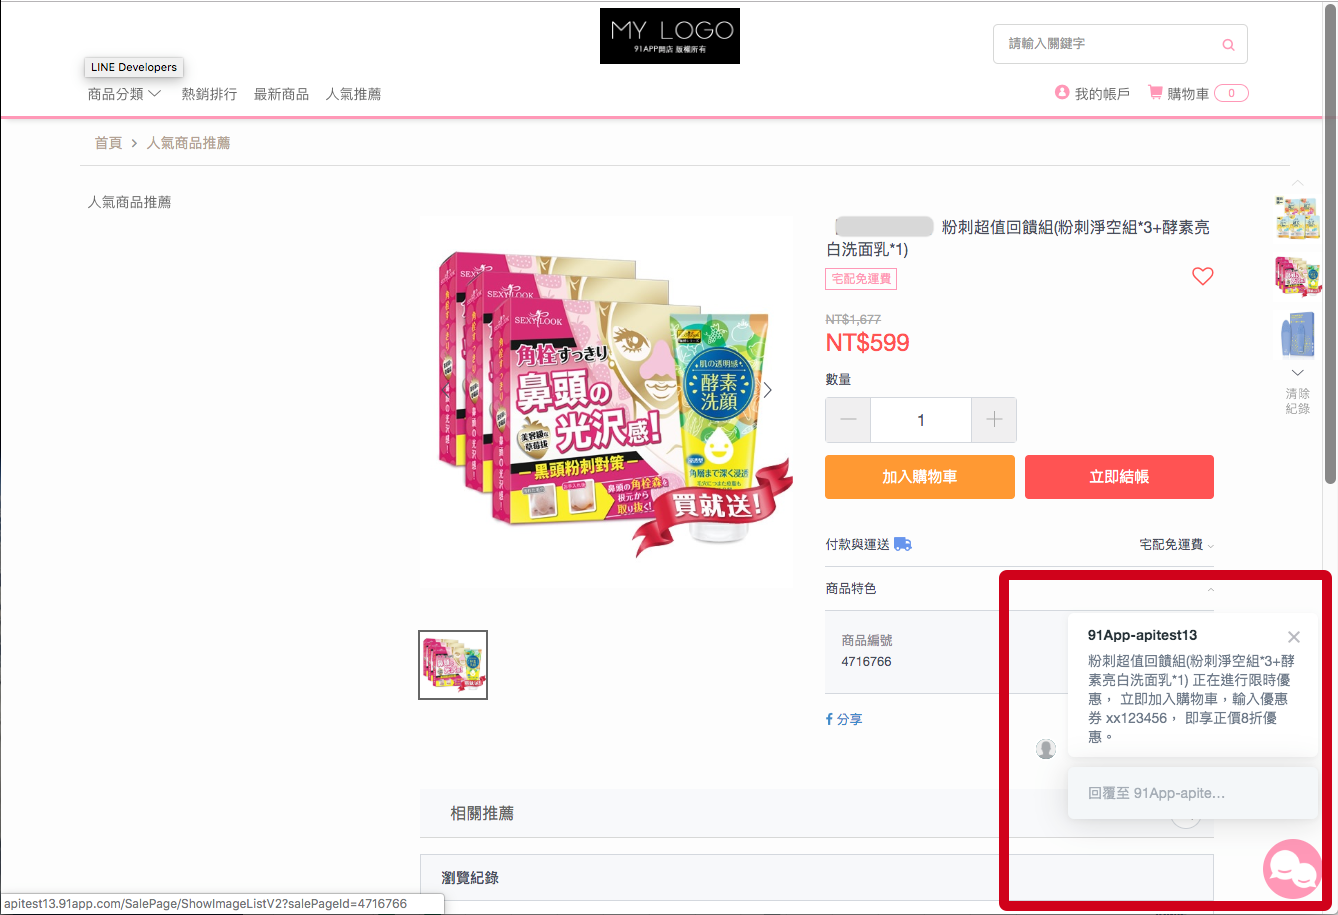 MY LOGO
91APP開店 版權所有
請輸入關鍵字
LINE Developers
商品分類
熱銷排行
最新商品
人氣推薦
我的帳戶
購物車
0
首頁 > 人氣商品推薦
人氣商品推薦
粉刺超值回饋組(粉刺淨空組*3+酵素亮
白洗面乳*1)
宅配免運費
NT$1,677
NT$599
數量
1
加入購物車
立即結帳
付款與運送
宅配免運費
商品特色
商品編號
4716766
分享
清除
紀錄
SEXYLOOK
SEXYLOOK
角栓すっきり
鼻頭の
光沢感!
美容級な
草莓拔
黑頭粉刺對策
鼻頭の角栓森を
根元から
取り抜く!
肌の透明感
酵素
洗顔
角層まで深く浸透
買就送!
91App-apitest13
粉刺超值回饋組(粉刺淨空組*3+酵
素亮白洗面乳*1) 正在進行限時優
惠， 立即加入購物車，輸入優惠
券 xx123456， 即享正價8折優
惠。
回覆至 91App-apite…
相關推薦
瀏覽紀錄
apitest13.91app.com/SalePage/ShowImageListV2?salePageId=4716766